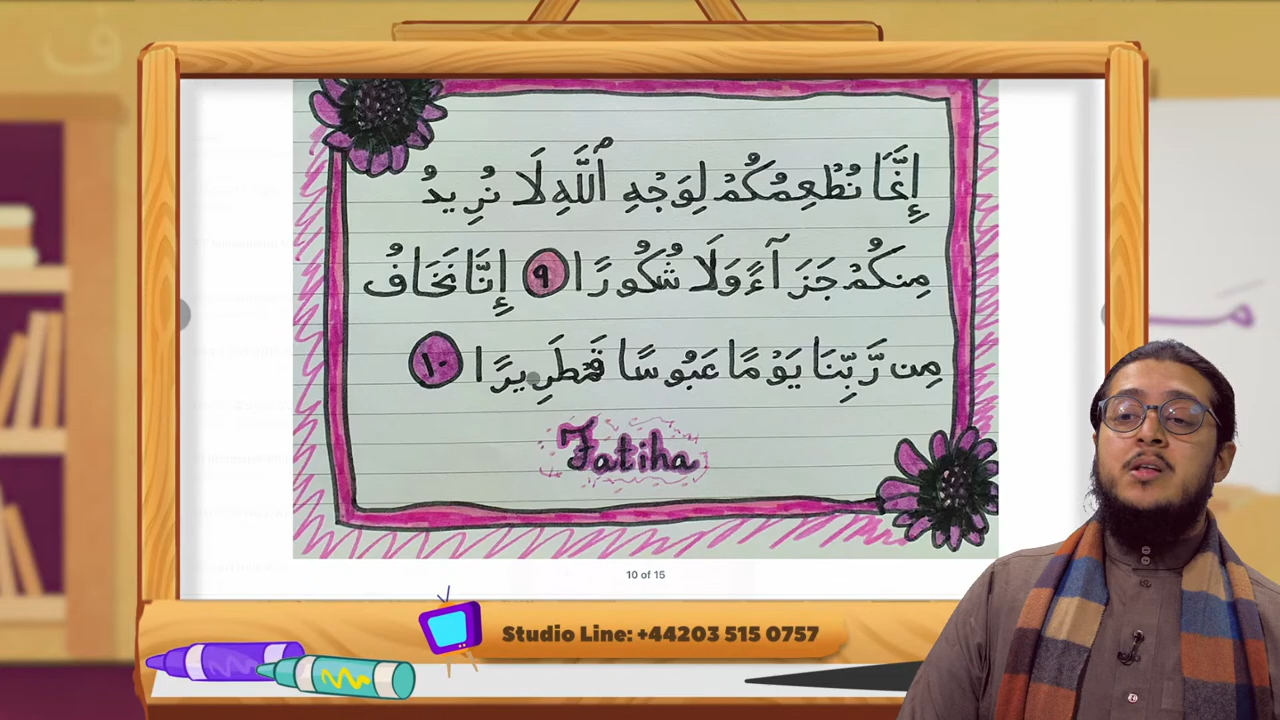 إِنَّمَا نُطْعِمُكُمْ لِوَجْهِ ٱللَّهِ لَا نُرِيدُ
مِنكُمْ جَزَآءً وَلَا شُكُورًا ٩ إِنَّا نَخَافُ
مِن رَّبِّنَا يَوْمًا عَبُوسًا قَمْطَرِيرًا ١٠
Fatiha
10 of 15
Studio Line: +44203 515 0757